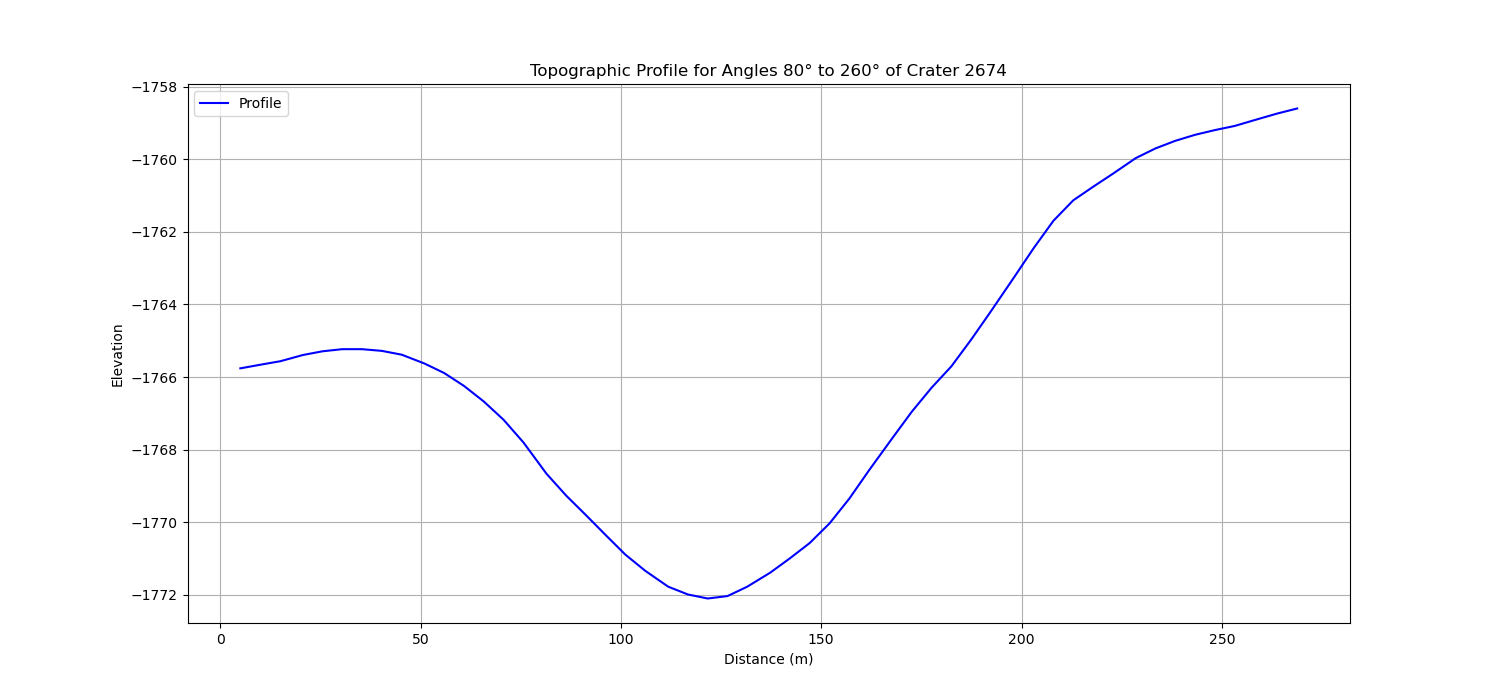 Topographic Profile for Angles 80° to 260° of Crater 2674
Profile
−1758
−1760
−1762
−1764
−1766
−1768
−1770
−1772
Elevation
0 50 100 150 200 250
Distance (m)